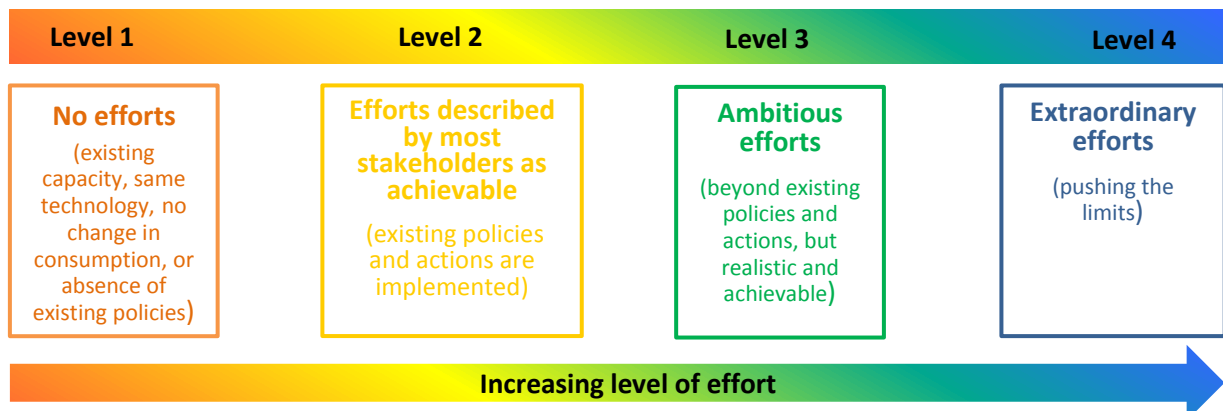 Level 1 Level 2 Level 3 Level 4
No efforts
(existing
capacity, same
technology, no
change in
consumption, or
absence of
existing policies)
Efforts described
by most
stakeholders as
achievable
(existing policies
and actions are
implemented)
Ambitious
efforts
(beyond existing
policies and
actions, but
realistic and
achievable)
Extraordinary
efforts
(pushing the
limits)
Increasing level of effort